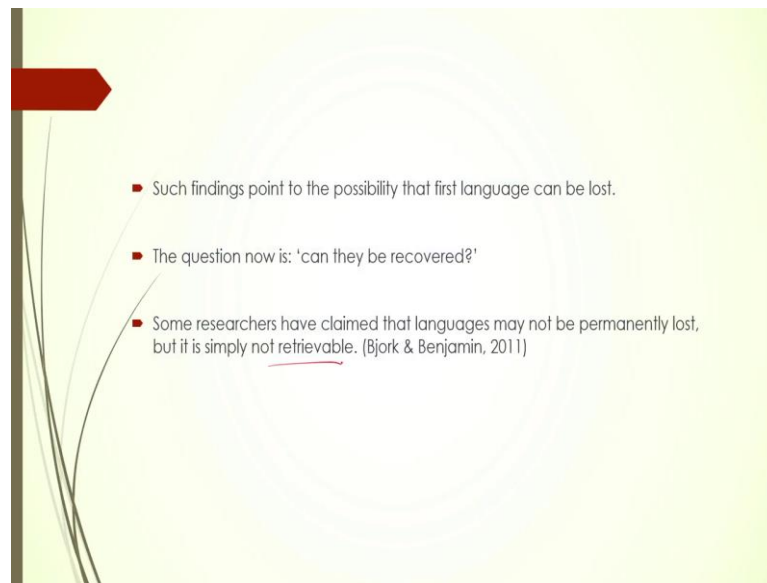 Such findings point to the possibility that first language can be lost.
The question now is: 'can they be recovered?'
Some researchers have claimed that languages may not be permanently lost,
but it is simply not retrievable. (Bjork & Benjamin, 2011)